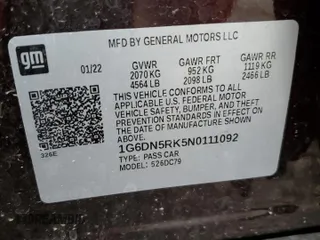 gm
MFD BY GENERAL MOTORS LLC
01/22
GVWR GAWR FRT GAWR RR
2070 KG 952 KG 1119 KG
4564 LB 2098 LB 2466 LB
THIS VEHICLE CONFORMS TO ALL
APPLICABLE U.S. FEDERAL MOTOR
VEHICLE SAFETY, BUMPER, AND THEFT
PREVENTION STANDARDS IN EFFECT
ON THE DATE OF MANUFACTURE
SHOWN ABOVE.
1G6DN5RK5N0111092
TYPE: PASS CAR
326E MODEL: 526DC79